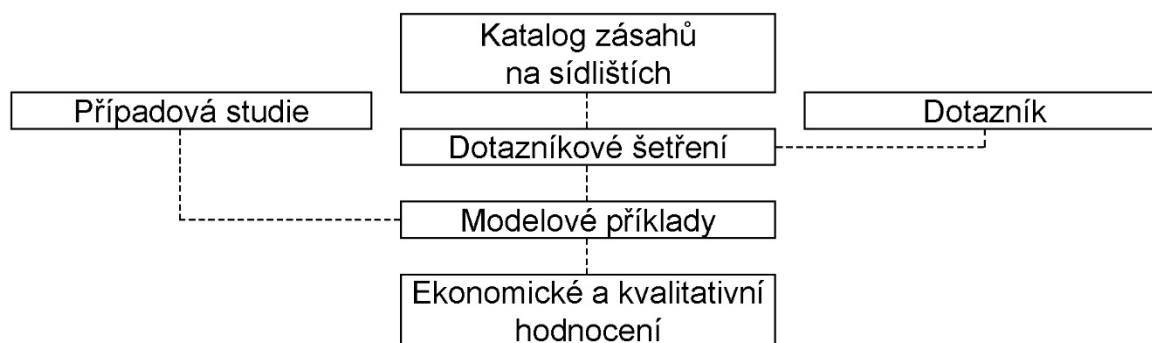 Katalog zásahů
na sídlištích
Případová studie
Dotazník
Dotazníkové šetření
Modelové příklady
Ekonomické a kvalitativní
hodnocení